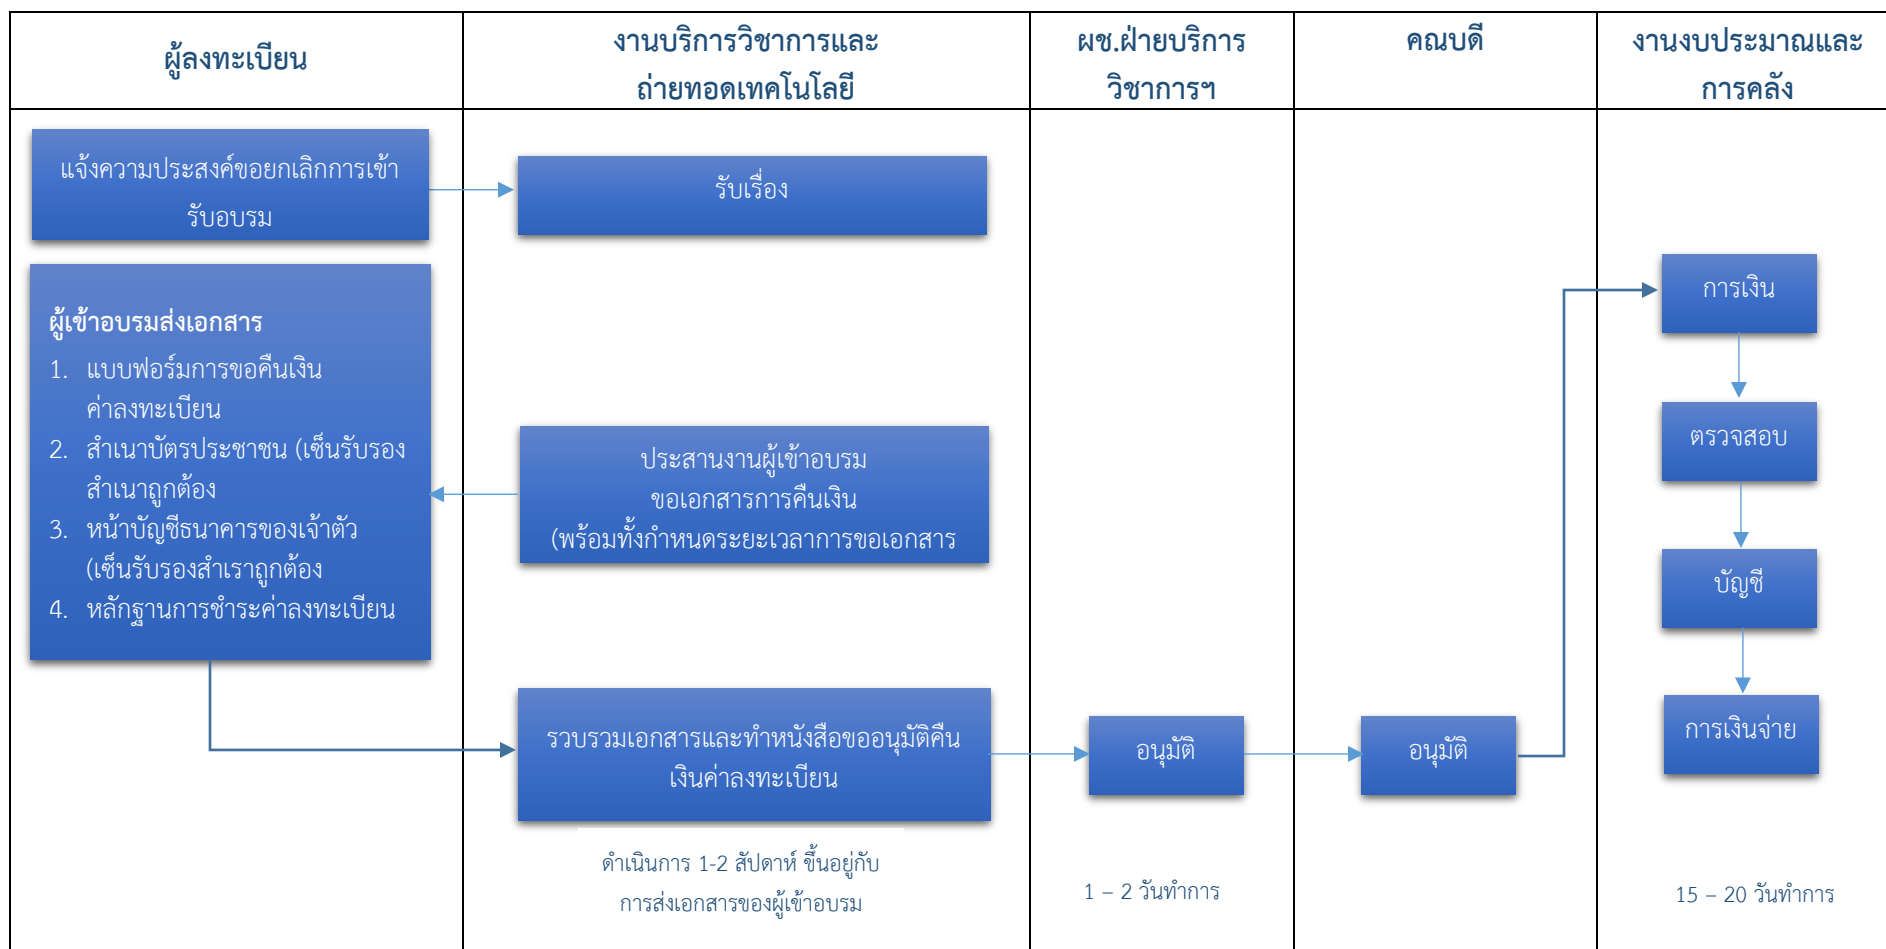 ผู้ลงทะเบียน
งานบริการวิชาการและ
ถ่ายทอดเทคโนโลยี
ผช.ฝ่ายบริการ
วิชาการฯ
คณบดี
งานงบประมาณและ
การคลัง
แจ้งความประสงค์ขอยกเลิกการเข้า
รับอบรม
รับเรื่อง
ผู้เข้าอบรมส่งเอกสาร
1. แบบฟอร์มการขอคืนเงิน
ค่าลงทะเบียน
2. สำเนาบัตรประชาชน (เซ็นรับรอง
สำเนาถูกต้อง
3. หน้าบัญชีธนาคารของเจ้าตัว
(เซ็นรับรองสำเราถูกต้อง
4. หลักฐานการชำระค่าลงทะเบียน
ประสานงานผู้เข้าอบรม
ขอเอกสารการคืนเงิน
(พร้อมทั้งกำหนดระยะเวลาการขอเอกสาร
รวบรวมเอกสารและทำหนังสือขออนุมัติคืน
เงินค่าลงทะเบียน
ดำเนินการ 1-2 สัปดาห์ ขึ้นอยู่กับ
การส่งเอกสารของผู้เข้าอบรม
อนุมัติ
1 – 2 วันทำการ
อนุมัติ
การเงิน
ตรวจสอบ
บัญชี
การเงินจ่าย
15 – 20 วันทำการ